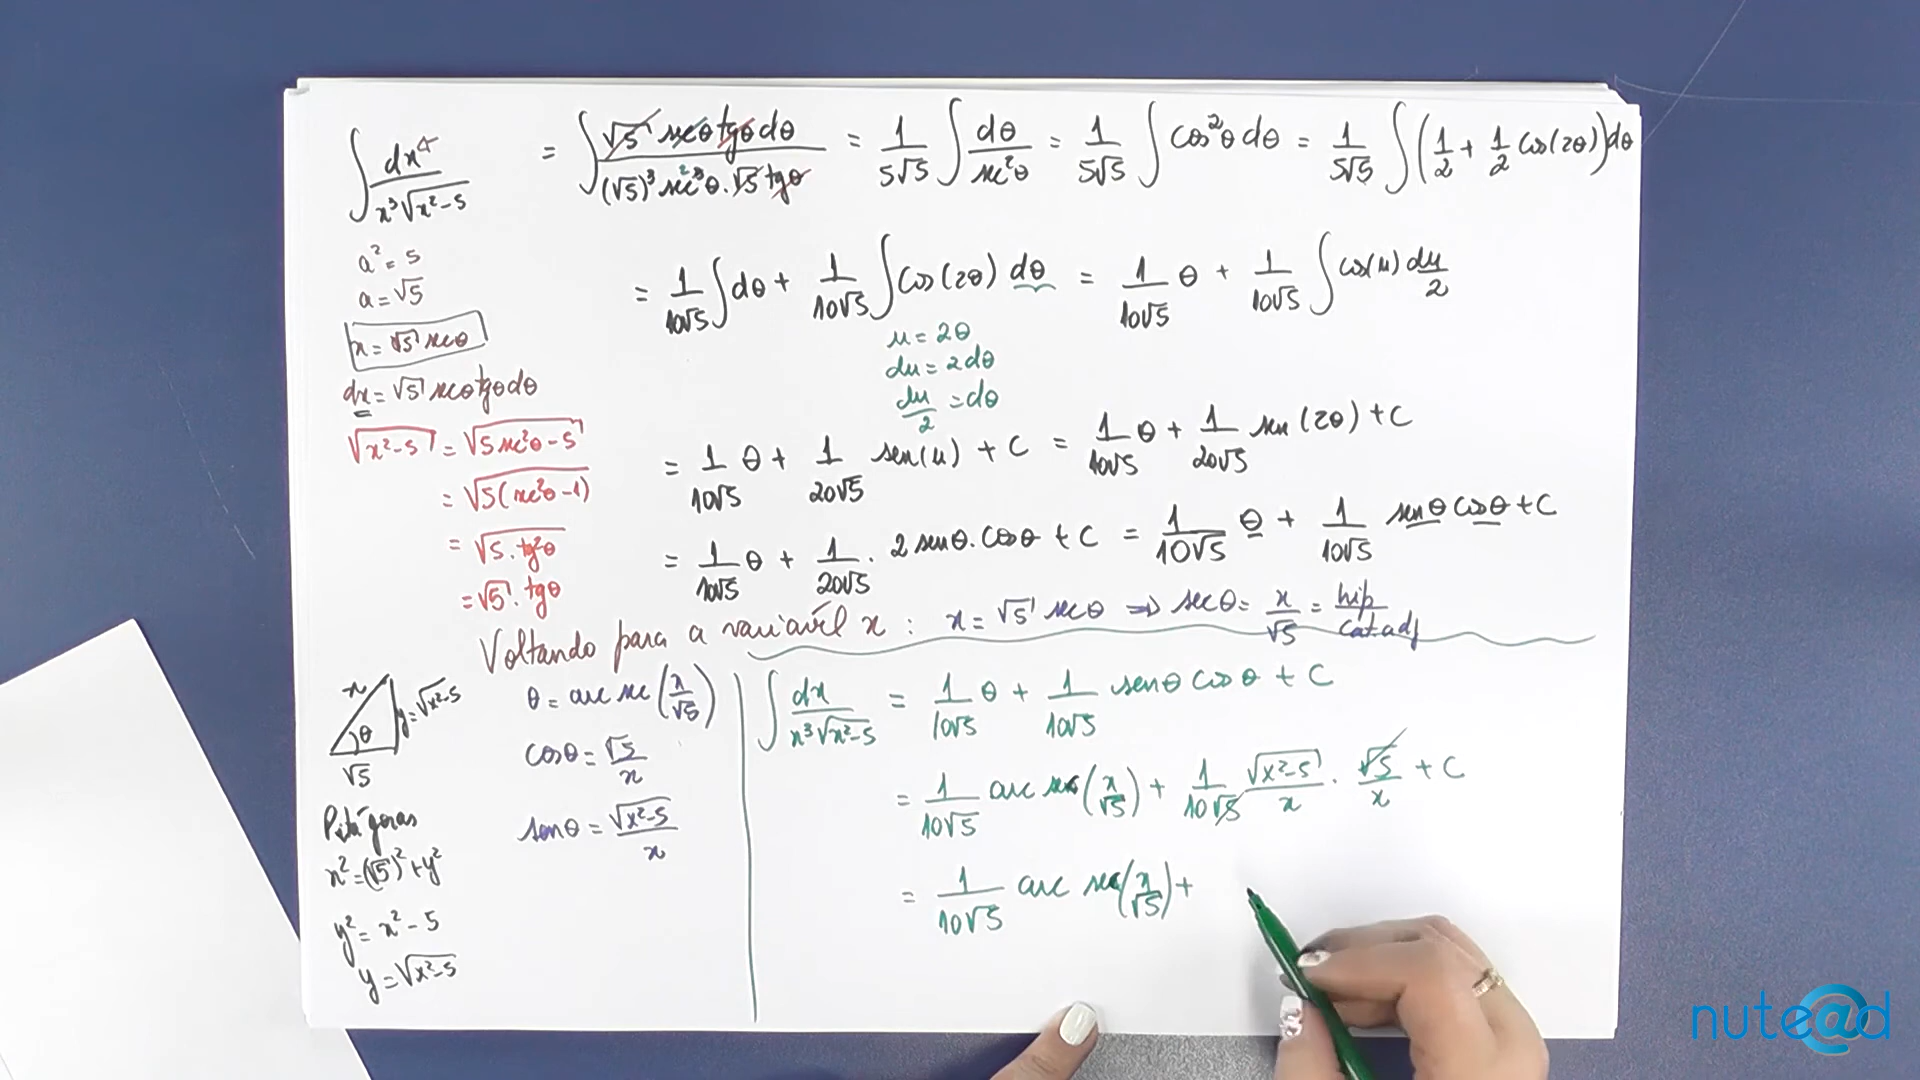 ∫ dx / x³√(x²-5) = ∫ √5 secθ tgθ dθ / (√5)³ sec³θ . √5 tgθ = 1/5√5 ∫ dθ/sec²θ = 1/5√5 ∫ cos²θ dθ = 1/5√5 ∫ (1/2 + 1/2 cos(2θ)) dθ
a² = 5
a = √5
x = √5 secθ
dx = √5 secθ tgθ dθ
√(x²-5) = √(5sec²θ - 5)
= √(5(sec²θ - 1))
= √(5 . tg²θ)
= √5 . tgθ
= 1/10√5 ∫ dθ + 1/10√5 ∫ cos(2θ) dθ = 1/10√5 θ + 1/10√5 ∫ cos(u) du/2
u = 2θ
du = 2dθ
du/2 = dθ
= 1/10√5 θ + 1/20√5 sen(u) + C = 1/10√5 θ + 1/20√5 sen(2θ) + C
= 1/10√5 θ + 1/20√5 . 2 senθ . cosθ + C = 1/10√5 θ + 1/10√5 senθ cosθ + C
Voltando para a variavél x : x = √5 secθ ⇒ secθ = x/√5 = hip/cat.adj
x
y = √(x²-5)
θ
√5
Pitágoras
x² = (√5)² + y²
y² = x² - 5
y = √(x²-5)
θ = arc sec(x/√5)
cosθ = √5/x
senθ = √(x²-5)/x
∫ dx / x³√(x²-5) = 1/10√5 θ + 1/10√5 senθ cosθ + C
= 1/10√5 arc sec(x/√5) + 1/10√5 √(x²-5)/x . √5/x + C
= 1/10√5 arc sec(x/√5) +
nute@d